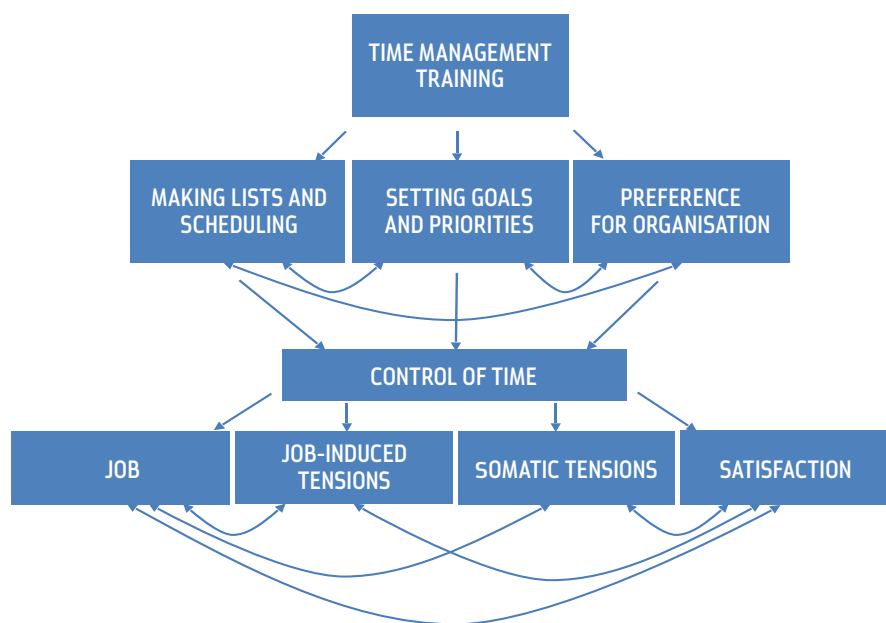 TIME MANAGEMENT
TRAINING
MAKING LISTS AND
SCHEDULING
SETTING GOALS
AND PRIORITIES
PREFERENCE
FOR ORGANISATION
CONTROL OF TIME
JOB
JOB-INDUCED
TENSIONS
SOMATIC TENSIONS
SATISFACTION